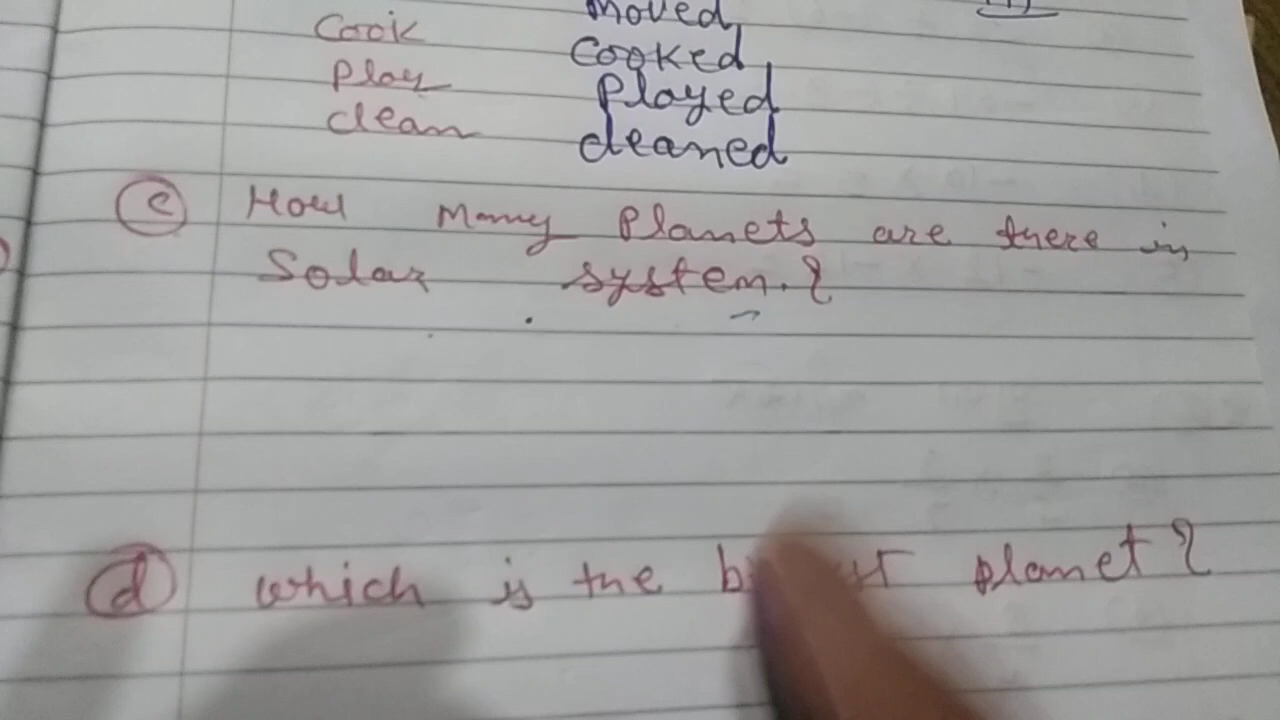 moved
Cook cooked
Play Played
clean cleaned
c How many Planets are there in
Solar system.?
d which is the planet?